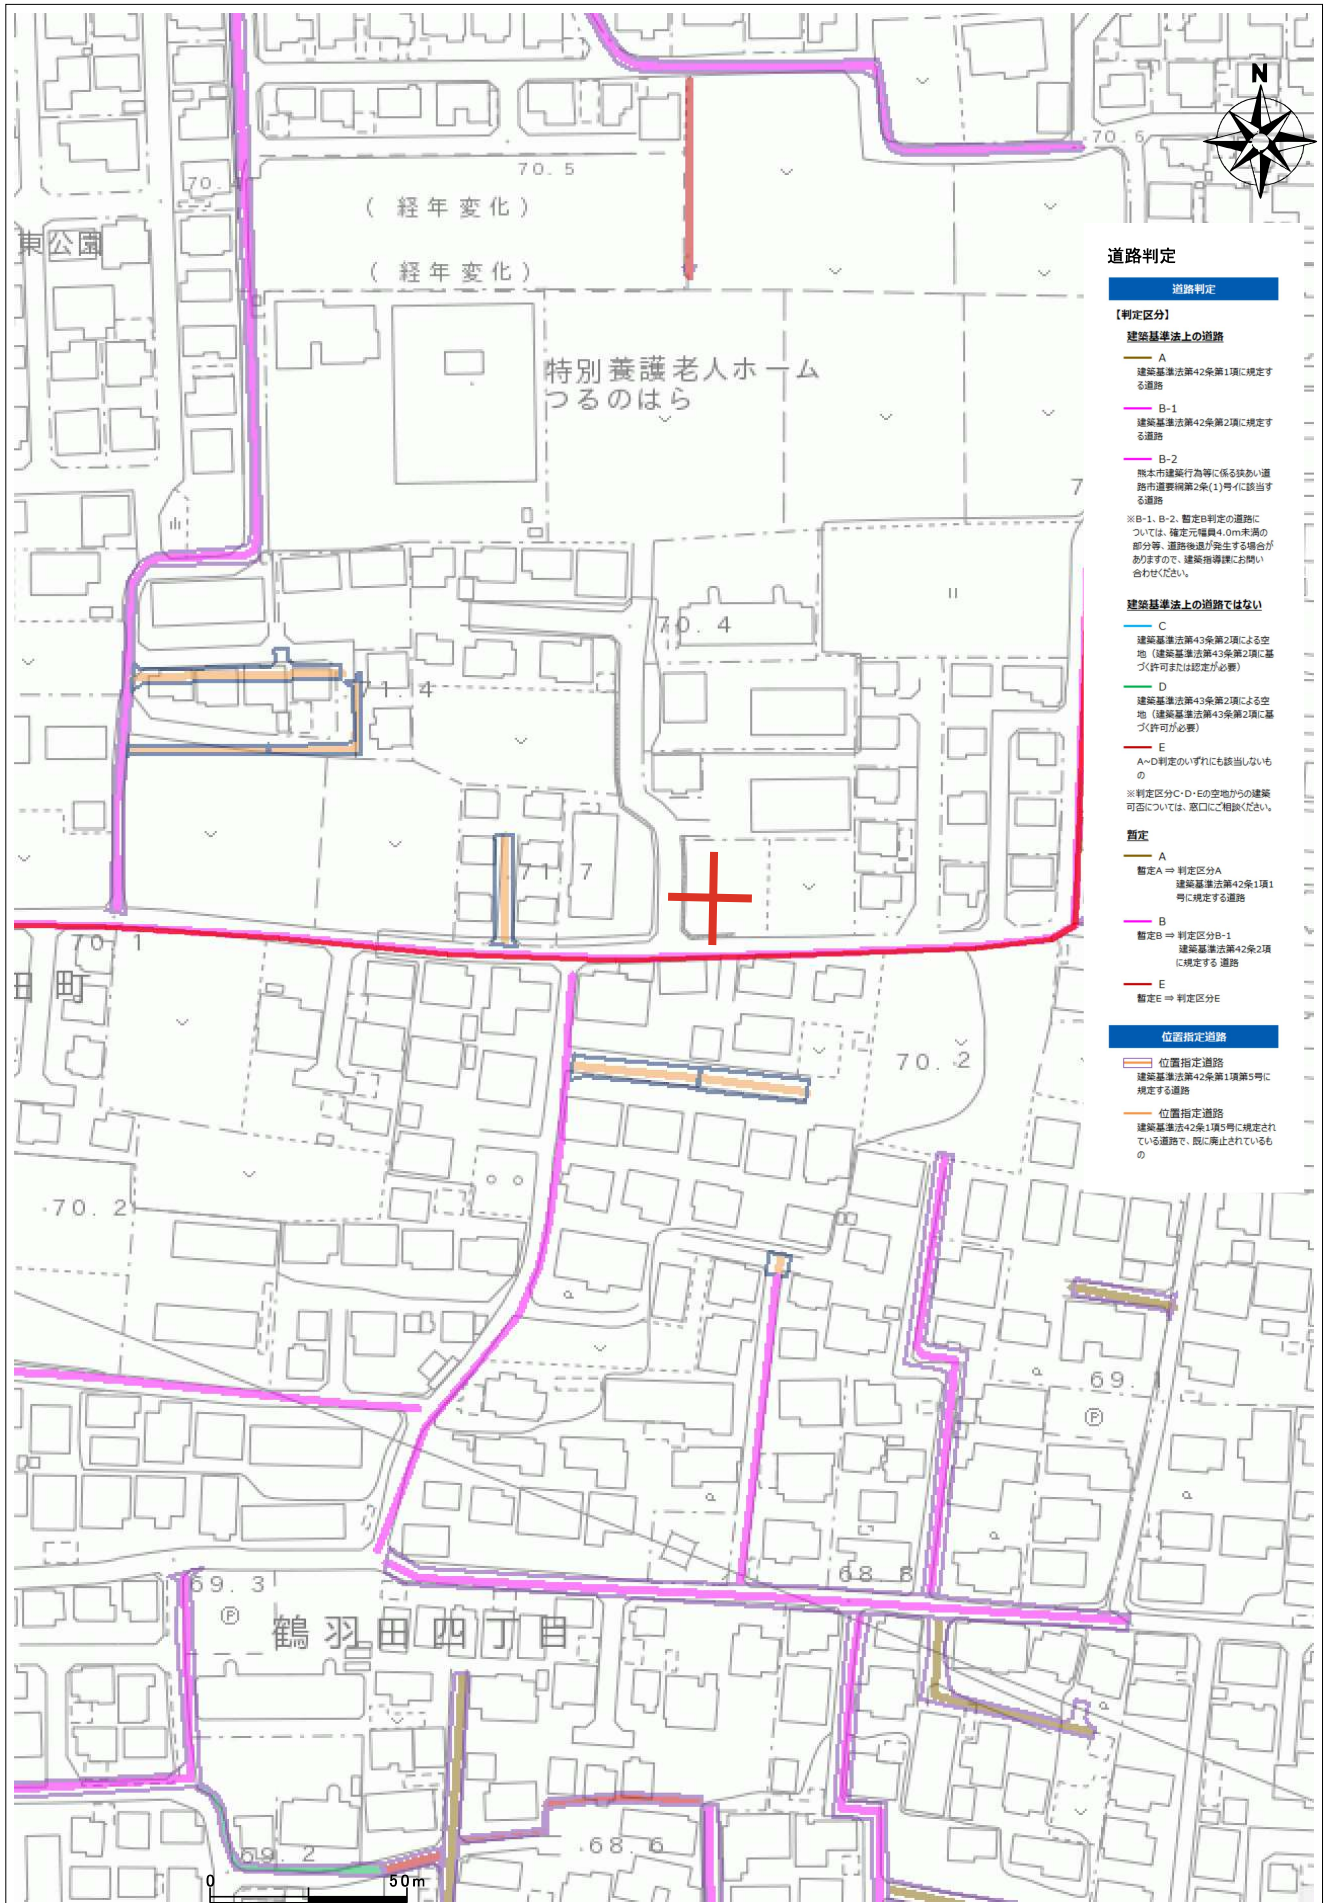 N
70.6
70.5
70.
(経年変化)
東公園
(経年変化)
特別養護老人ホーム
つるのはら
7
70.4
71.4
71.7
70.1
田町
70.2
70.2
69.
P
68.8
69.3
P
鶴羽田四丁目
68.6
69.2
0
50m
道路判定
道路判定
【判定区分】
建築基準法上の道路
A
建築基準法第42条第1項に規定す
る道路
B-1
建築基準法第42条第2項に規定す
る道路
B-2
熊本市建築行為等に係る狭あい道
路市道要綱第2条(1)号イに該当す
る道路
※B-1、B-2、暫定B判定の道路に
ついては、確定元幅員4.0m未満の
部分等、道路後退が発生する場合が
ありますので、建築指導課にお問い
合わせください。
建築基準法上の道路ではない
C
建築基準法第43条第2項による空
地（建築基準法第43条第2項に基
づく許可または認定が必要）
D
建築基準法第43条第2項による空
地（建築基準法第43条第2項に基
づく許可が必要）
E
A~D判定のいずれにも該当しないも
の
※判定区分C・D・Eの空地からの建築
可否については、窓口にご相談ください。
暫定
A
暫定A ⇒ 判定区分A
建築基準法第42条1項1
号に規定する道路
B
暫定B ⇒ 判定区分B-1
建築基準法第42条2項
に規定する 道路
E
暫定E ⇒ 判定区分E
位置指定道路
位置指定道路
建築基準法第42条第1項第5号に
規定する道路
位置指定道路
建築基準法42条1項5号に規定され
ている道路で、既に廃止されているも
の